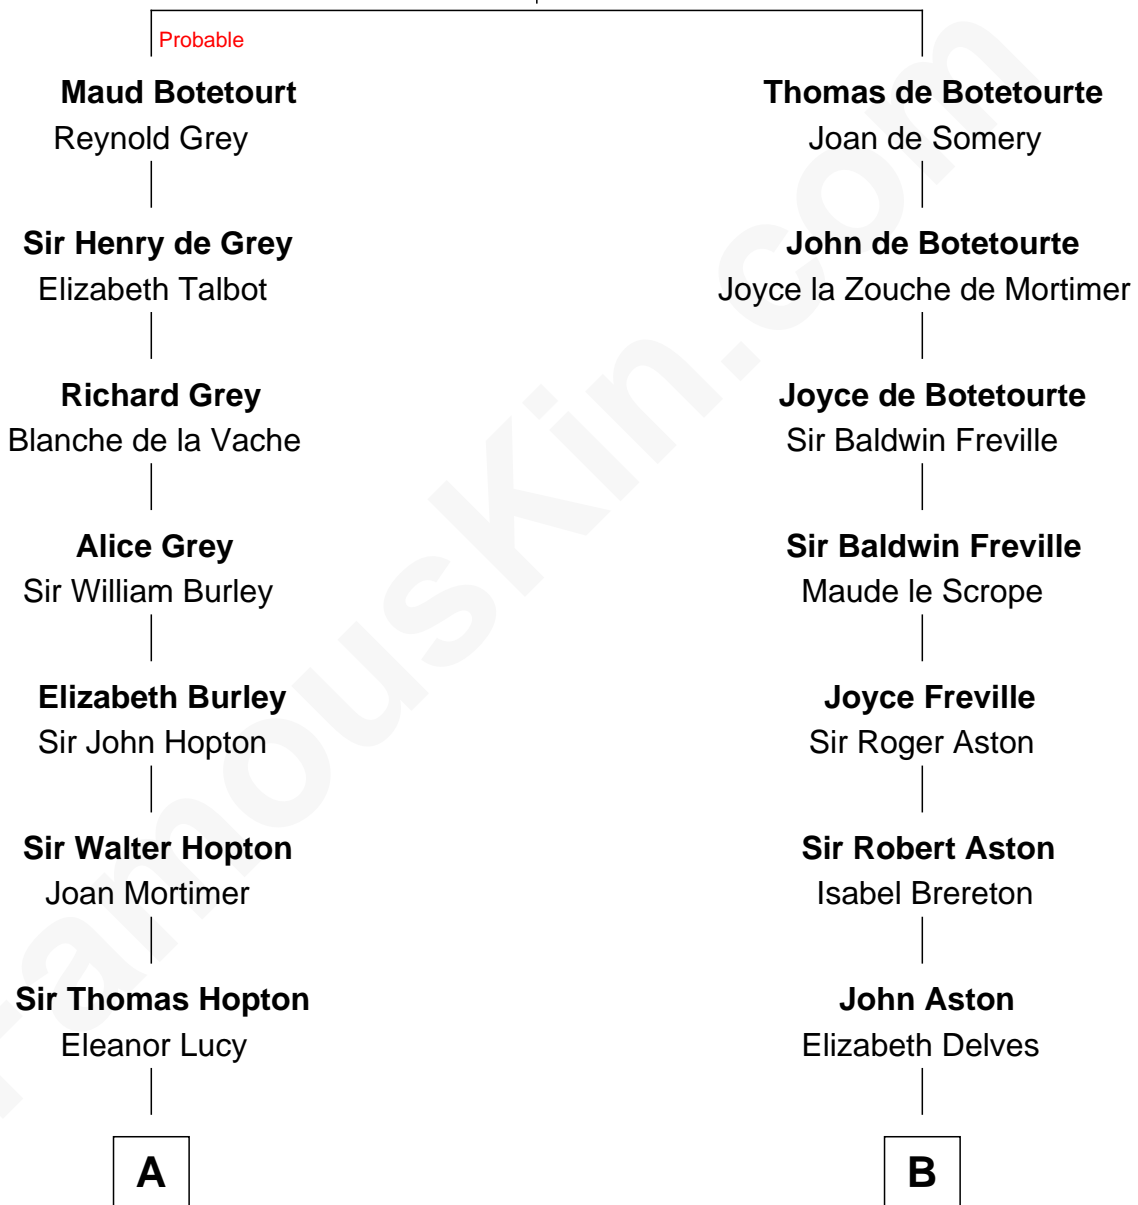 Probable
Maud Botetourt
Reynold Grey
Sir Henry de Grey
Elizabeth Talbot
Richard Grey
Blanche de la Vache
Alice Grey
Sir William Burley
Elizabeth Burley
Sir John Hopton
Sir Walter Hopton
Joan Mortimer
Sir Thomas Hopton
Eleanor Lucy
A
Thomas de Botetourte
Joan de Somery
John de Botetourte
Joyce la Zouche de Mortimer
Joyce de Botetourte
Sir Baldwin Freville
Sir Baldwin Freville
Maude le Scrope
Joyce Freville
Sir Roger Aston
Sir Robert Aston
Isabel Brereton
John Aston
Elizabeth Delves
B
FamousKin.com